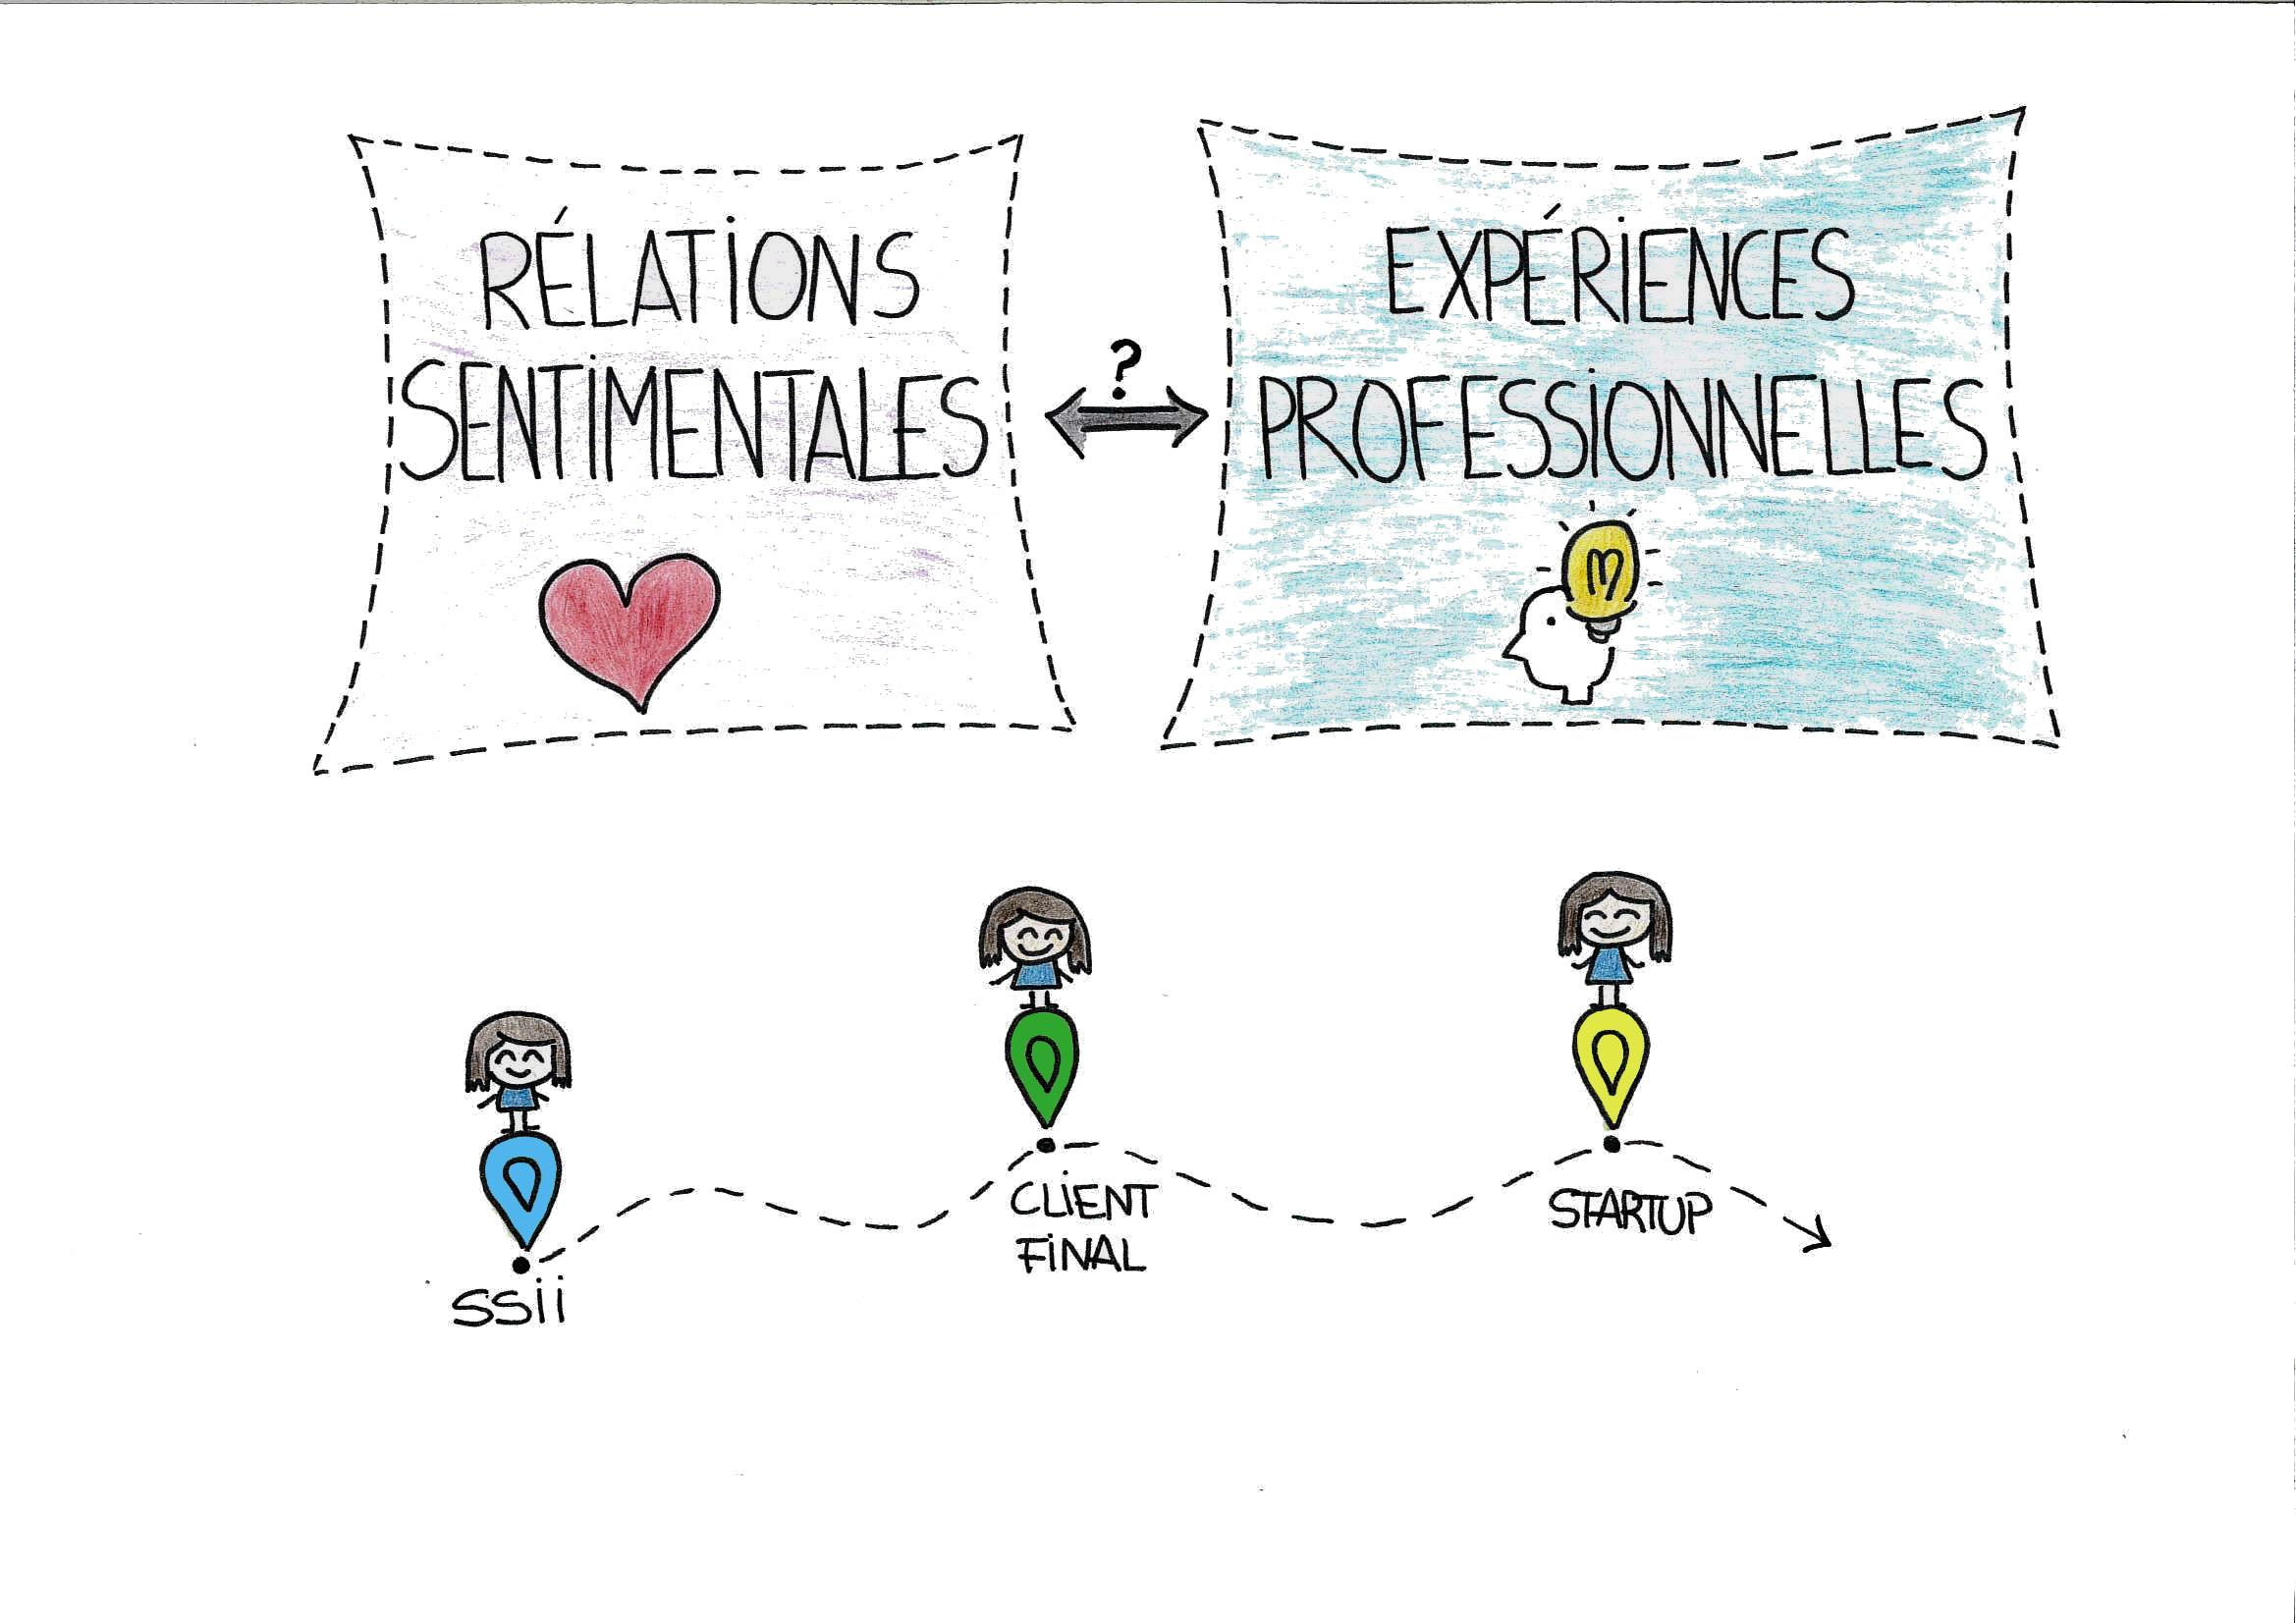 RÉLATiONS
SENTiMENTALES
?
EXPÉRiENCES
PROFESSiONNELLES
SSii
CLiENT
FiNAL
STARTUP